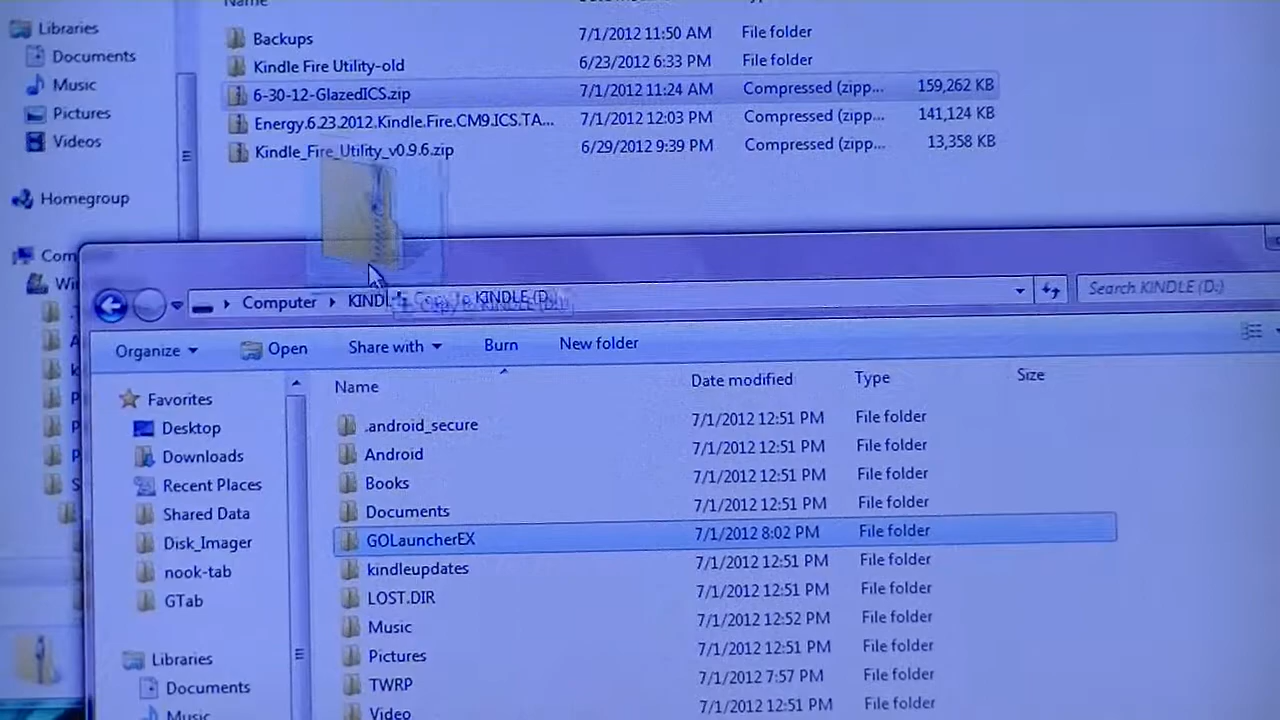 Name
Libraries
Documents
Music
Pictures
Videos
Homegroup
Com
Wi
Backups 7/1/2012 11:50 AM File folder
Kindle Fire Utility-old 6/23/2012 6:33 PM File folder
6-30-12-GlazedICS.zip 7/1/2012 11:24 AM Compressed (zipp... 159,262 KB
Energy.6.23.2012.Kindle.Fire.CM9.ICS.TA... 7/1/2012 12:03 PM Compressed (zipp... 141,124 KB
Kindle_Fire_Utility_v0.9.6.zip 6/29/2012 9:39 PM Compressed (zipp... 13,358 KB
Computer KINDL Copy to KINDLE (D:) Search KINDLE (D:)
Organize Open Share with Burn New folder
Favorites
Desktop
Downloads
Recent Places
Shared Data
Disk_Imager
nook-tab
GTab
Libraries
Documents
Music
Name Date modified Type Size
.android_secure 7/1/2012 12:51 PM File folder
Android 7/1/2012 12:51 PM File folder
Books 7/1/2012 12:51 PM File folder
Documents 7/1/2012 12:51 PM File folder
GOLauncherEX 7/1/2012 8:02 PM File folder
kindleupdates 7/1/2012 12:51 PM File folder
LOST.DIR 7/1/2012 12:51 PM File folder
Music 7/1/2012 12:52 PM File folder
Pictures 7/1/2012 12:51 PM File folder
TWRP 7/1/2012 7:57 PM File folder
Video 7/1/2012 12:51 PM File folder